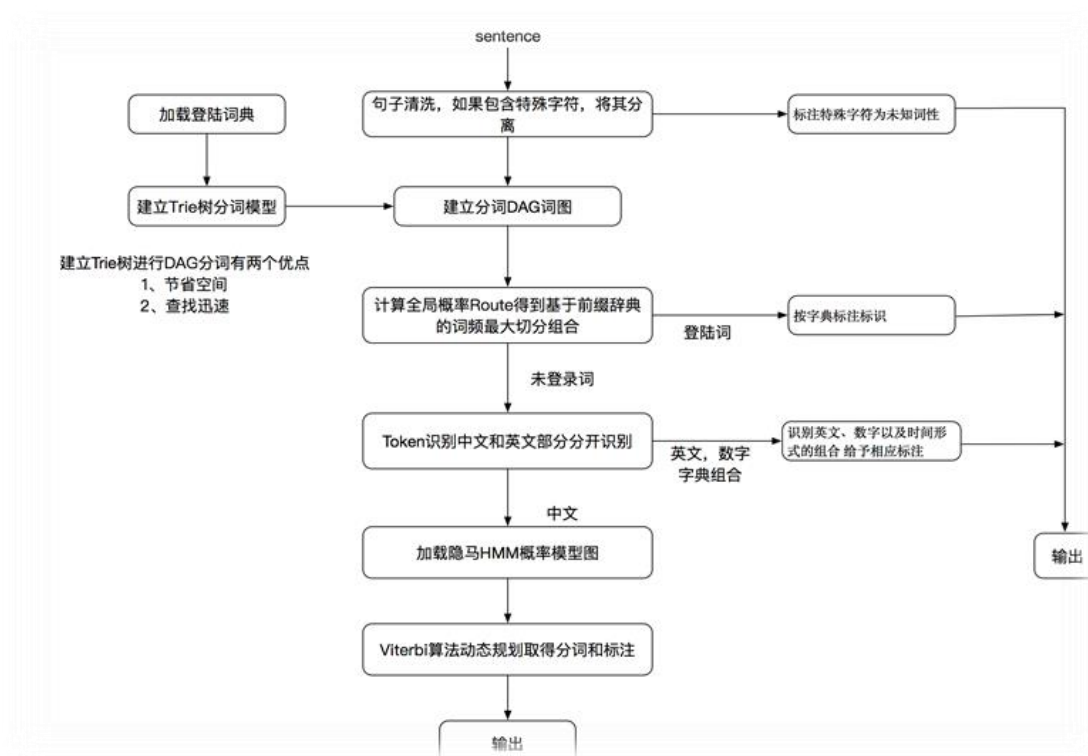 sentence
加载登陆词典
句子清洗，如果包含特殊字符，将其分
离
标注特殊字符为未知词性
建立Trie树分词模型
建立分词DAG词图
建立Trie树进行DAG分词有两个优点
1、节省空间
2、查找迅速
计算全局概率Route得到基于前缀辞典
的词频最大切分组合
登陆词
按字典标注标识
未登录词
Token识别中文和英文部分分开识别
英文，数字
字典组合
识别英文、数字以及时间形
式的组合 给予相应标注
中文
加载隐马HMM概率模型图
输出
Viterbi算法动态规划取得分词和标注
输出